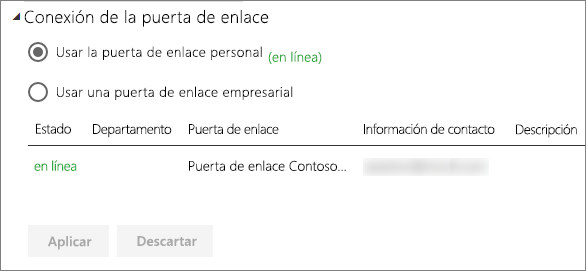 Conexión de la puerta de enlace
Usar la puerta de enlace personal (en línea)
Usar una puerta de enlace empresarial
Estado Departamento Puerta de enlace Información de contacto Descripción
en línea Puerta de enlace Contoso...
Aplicar Descartar